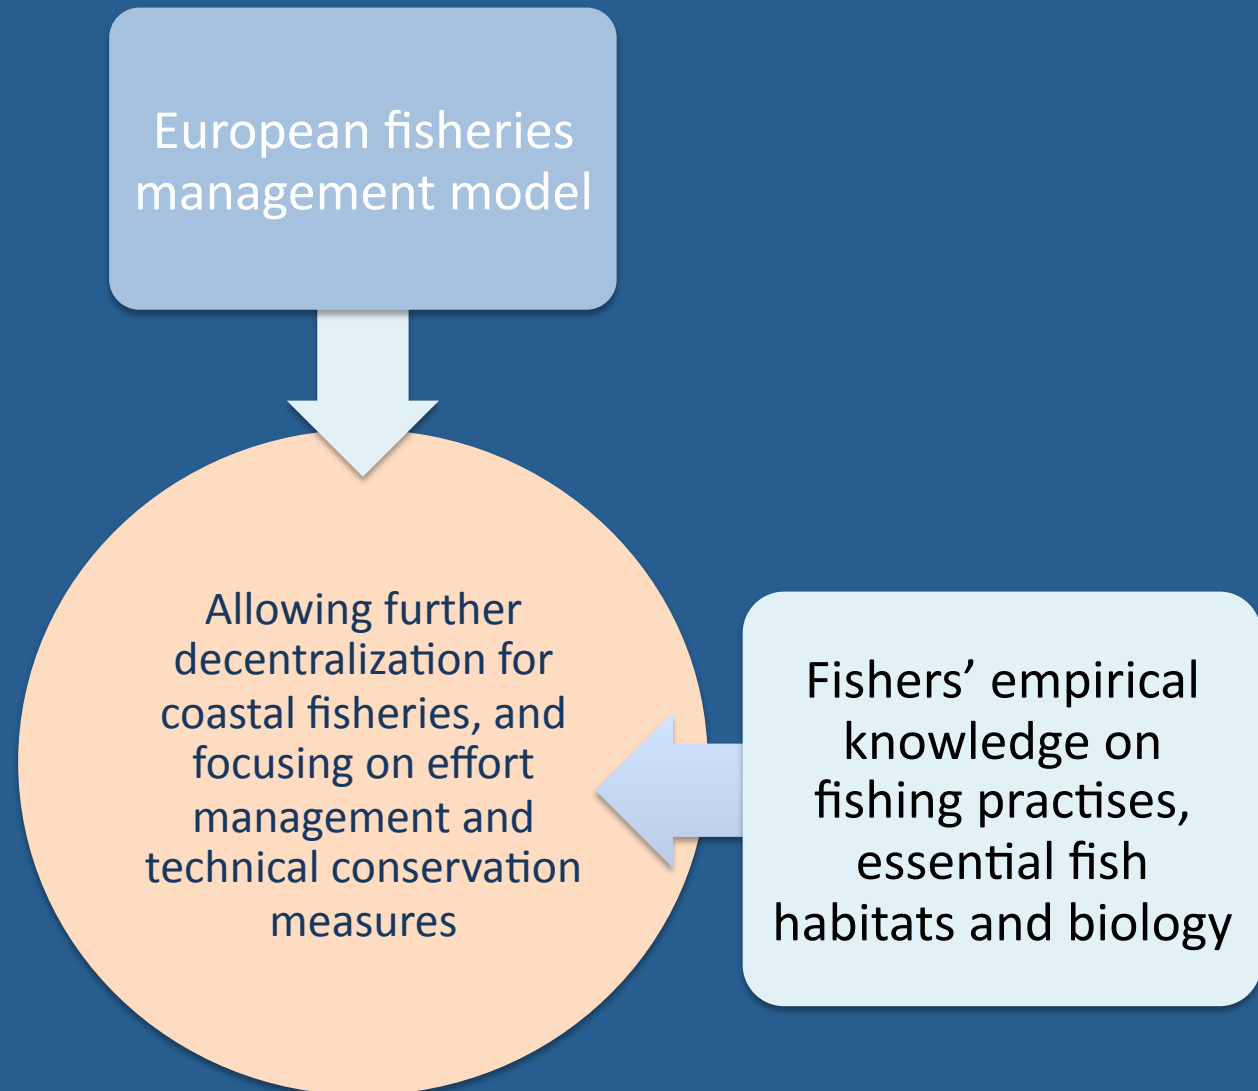 European fisheries
management model
Allowing further
decentralization for
coastal fisheries, and
focusing on effort
management and
technical conservation
measures
Fishers’ empirical
knowledge on
fishing practises,
essential fish
habitats and biology